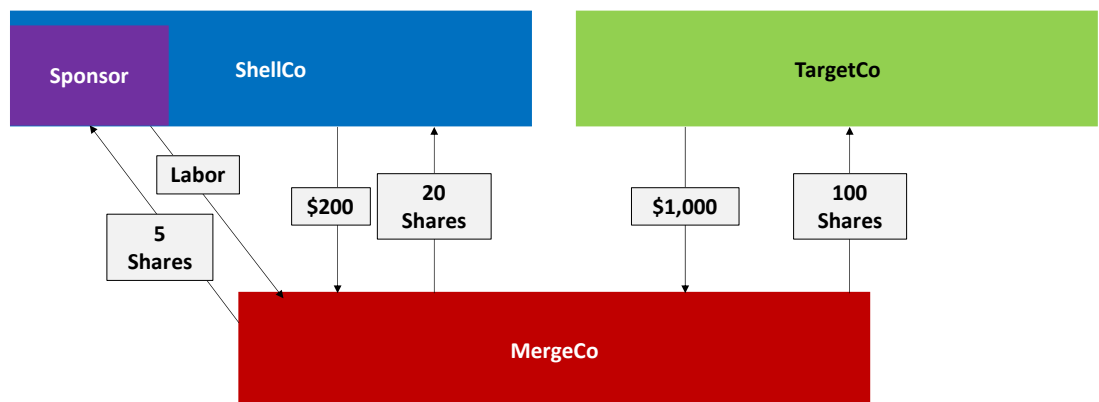 Sponsor
ShellCo
TargetCo
Labor
$200
20
Shares
$1,000
100
Shares
5
Shares
MergeCo